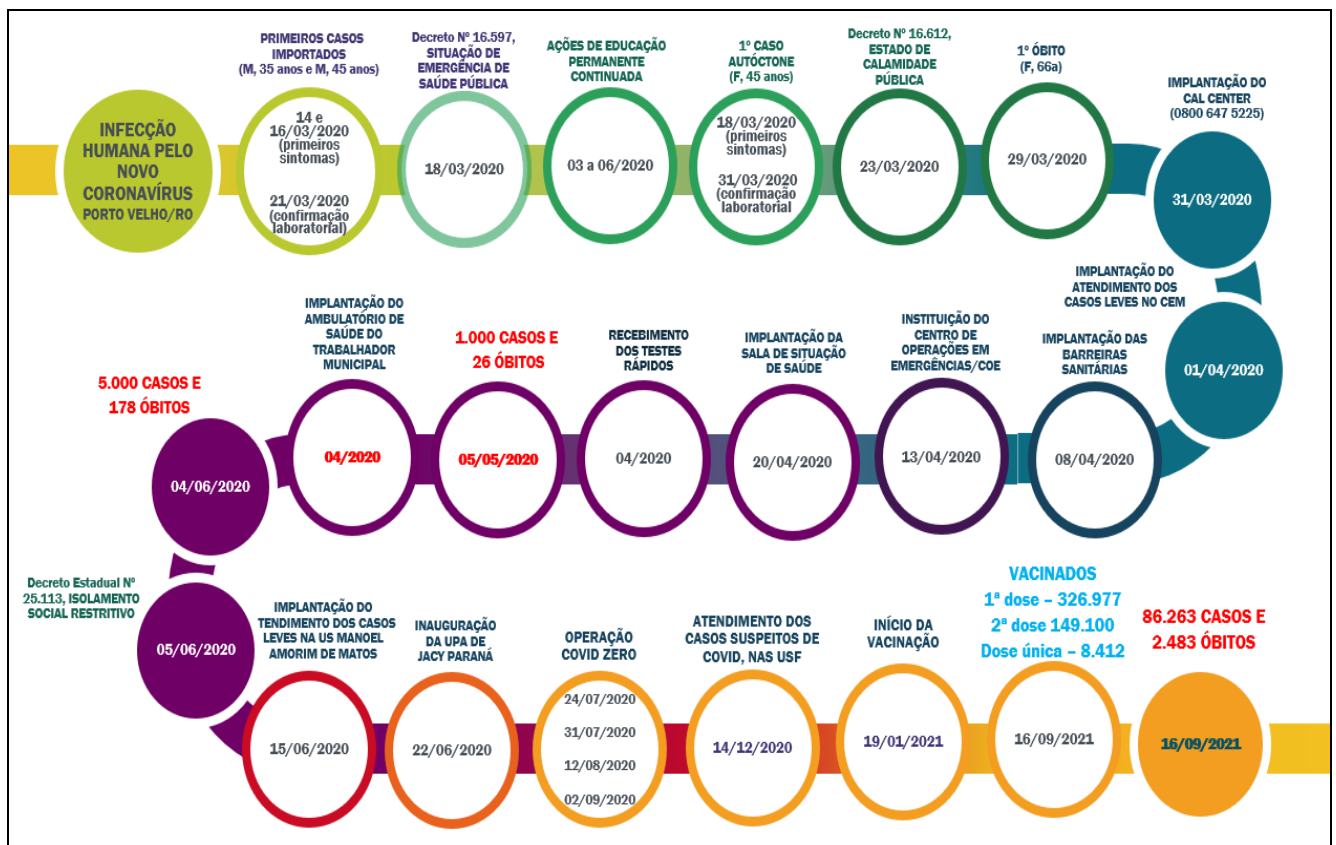 INFECÇÃO
HUMANA PELO
NOVO
CORONAVÍRUS
PORTO VELHO/RO
PRIMEIROS CASOS
IMPORTADOS
(M, 35 anos e M, 45 anos)
14 e
16/03/2020
(primeiros
sintomas)
21/03/2020
(confirmação
laboratorial)
Decreto Nº 16.597,
SITUAÇÃO DE
EMERGÊNCIA DE
SAÚDE PÚBLICA
18/03/2020
AÇÕES DE EDUCAÇÃO
PERMANENTE
CONTINUADA
03 a 06/2020
1º CASO
AUTÓCTONE
(F, 45 anos)
18/03/2020
(primeiros
sintomas)
31/03/2020
(confirmação
laboratorial
Decreto Nº 16.612,
ESTADO DE
CALAMIDADE
PÚBLICA
23/03/2020
1º ÓBITO
(F, 66a)
29/03/2020
IMPLANTAÇÃO DO
CAL CENTER
(0800 647 5225)
31/03/2020
IMPLANTAÇÃO DO
ATENDIMENTO DOS
CASOS LEVES NO CEM
01/04/2020
IMPLANTAÇÃO DAS
BARREIRAS
SANITÁRIAS
08/04/2020
INSTITUIÇÃO DO
CENTRO DE
OPERAÇÕES EM
EMERGÊNCIAS/COE
13/04/2020
IMPLANTAÇÃO DA
SALA DE SITUAÇÃO
DE SAÚDE
20/04/2020
RECEBIMENTO
DOS TESTES
RÁPIDOS
04/2020
1.000 CASOS E
26 ÓBITOS
05/05/2020
IMPLANTAÇÃO DO
AMBULATÓRIO DE
SAÚDE DO
TRABALHADOR
MUNICIPAL
04/2020
5.000 CASOS E
178 ÓBITOS
04/06/2020
Decreto Estadual Nº
25.113, ISOLAMENTO
SOCIAL RESTRITIVO
05/06/2020
IMPLANTAÇÃO DO
TENDIMENTO DOS CASOS
LEVES NA US MANOEL
AMORIM DE MATOS
15/06/2020
INAUGURAÇÃO
DA UPA DE
JACY PARANÁ
22/06/2020
OPERAÇÃO
COVID ZERO
24/07/2020
31/07/2020
12/08/2020
02/09/2020
ATENDIMENTO DOS
CASOS SUSPEITOS DE
COVID, NAS USF
14/12/2020
INÍCIO DA
VACINAÇÃO
19/01/2021
VACINADOS
1ª dose – 326.977
2ª dose 149.100
Dose única – 8.412
16/09/2021
86.263 CASOS E
2.483 ÓBITOS
16/09/2021